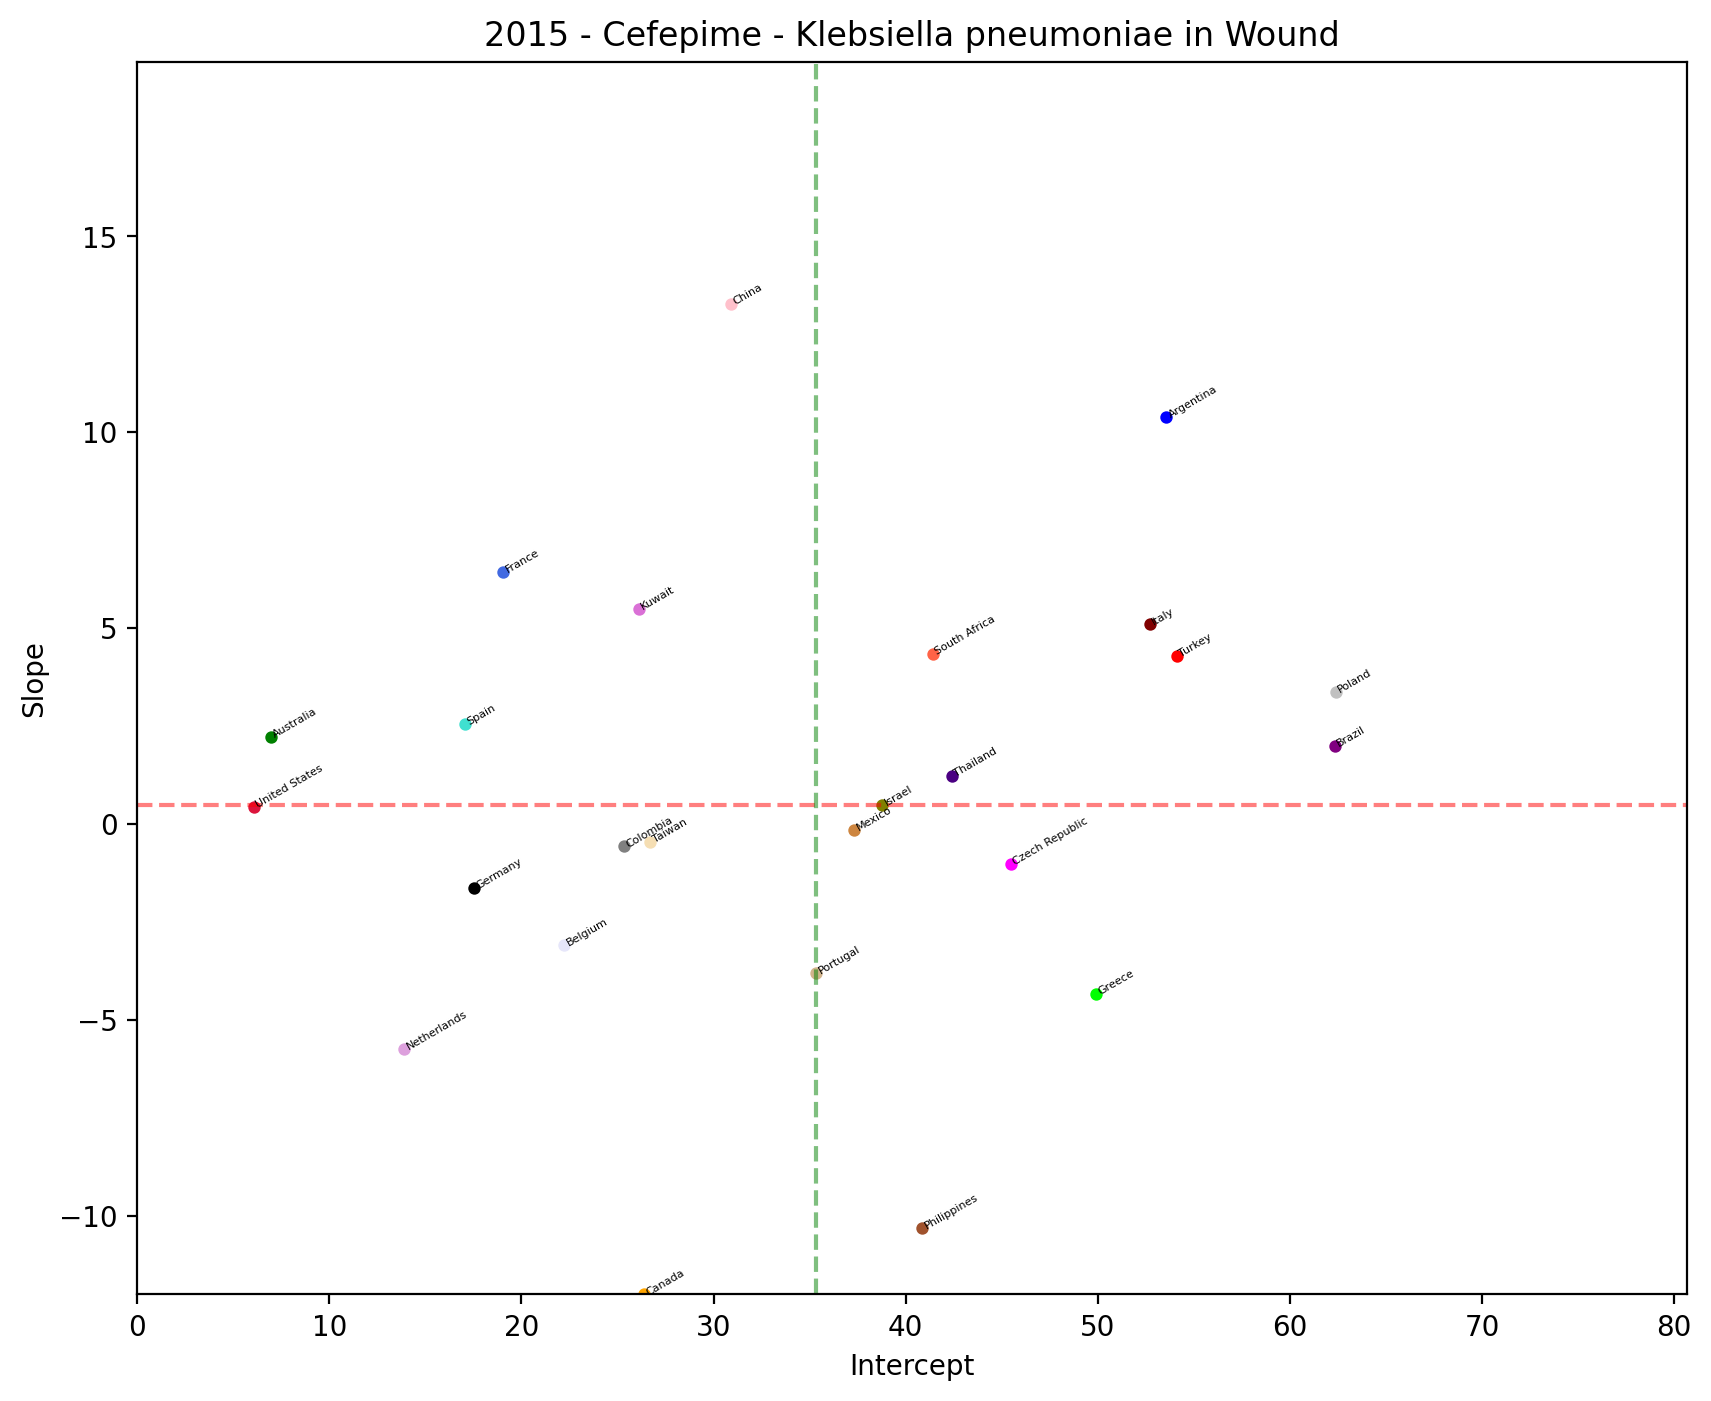 2015 - Cefepime - Klebsiella pneumoniae in Wound
15
10
5
0
−5
−10
Slope
China
Argentina
France
Kuwait
South Africa
Italy
Turkey
Poland
Australia
Spain
Brazil
United States
Thailand
Israel
Mexico
Colombia
Taiwan
Czech Republic
Germany
Belgium
Portugal
Greece
Netherlands
Philippines
Canada
0 10 20 30 40 50 60 70 80
Intercept